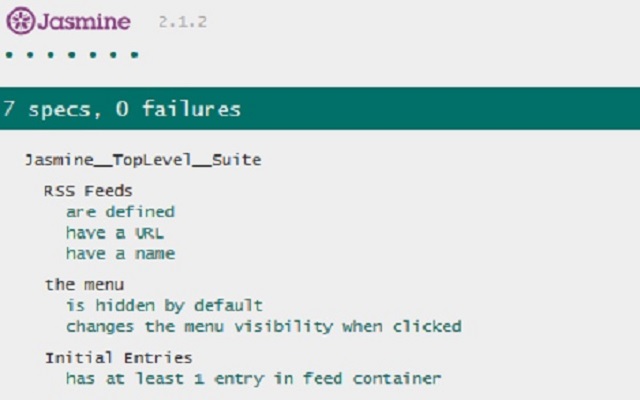 Jasmine 2.1.2
7 specs, 0 failures
Jasmine__TopLevel__Suite
RSS Feeds
are defined
have a URL
have a name
the menu
is hidden by default
changes the menu visibility when clicked
Initial Entries
has at least 1 entry in feed container